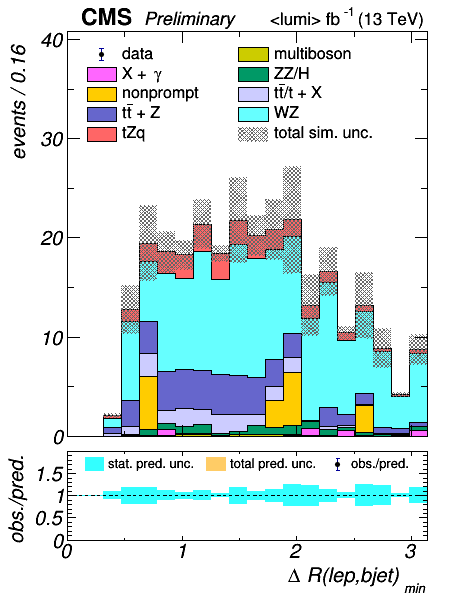 CMS Preliminary <lumi> fb⁻¹ (13 TeV)
events / 0.16
40
30
20
10
0
data
X + γ
nonprompt
tt̄ + Z
tZq
multiboson
ZZ/H
tt̄/t + X
WZ
total sim. unc.
obs./pred.
1.5
1
0.5
0
stat. pred. unc. total pred. unc. obs./pred.
0 1 2 3
Δ R(lep,bjet)min